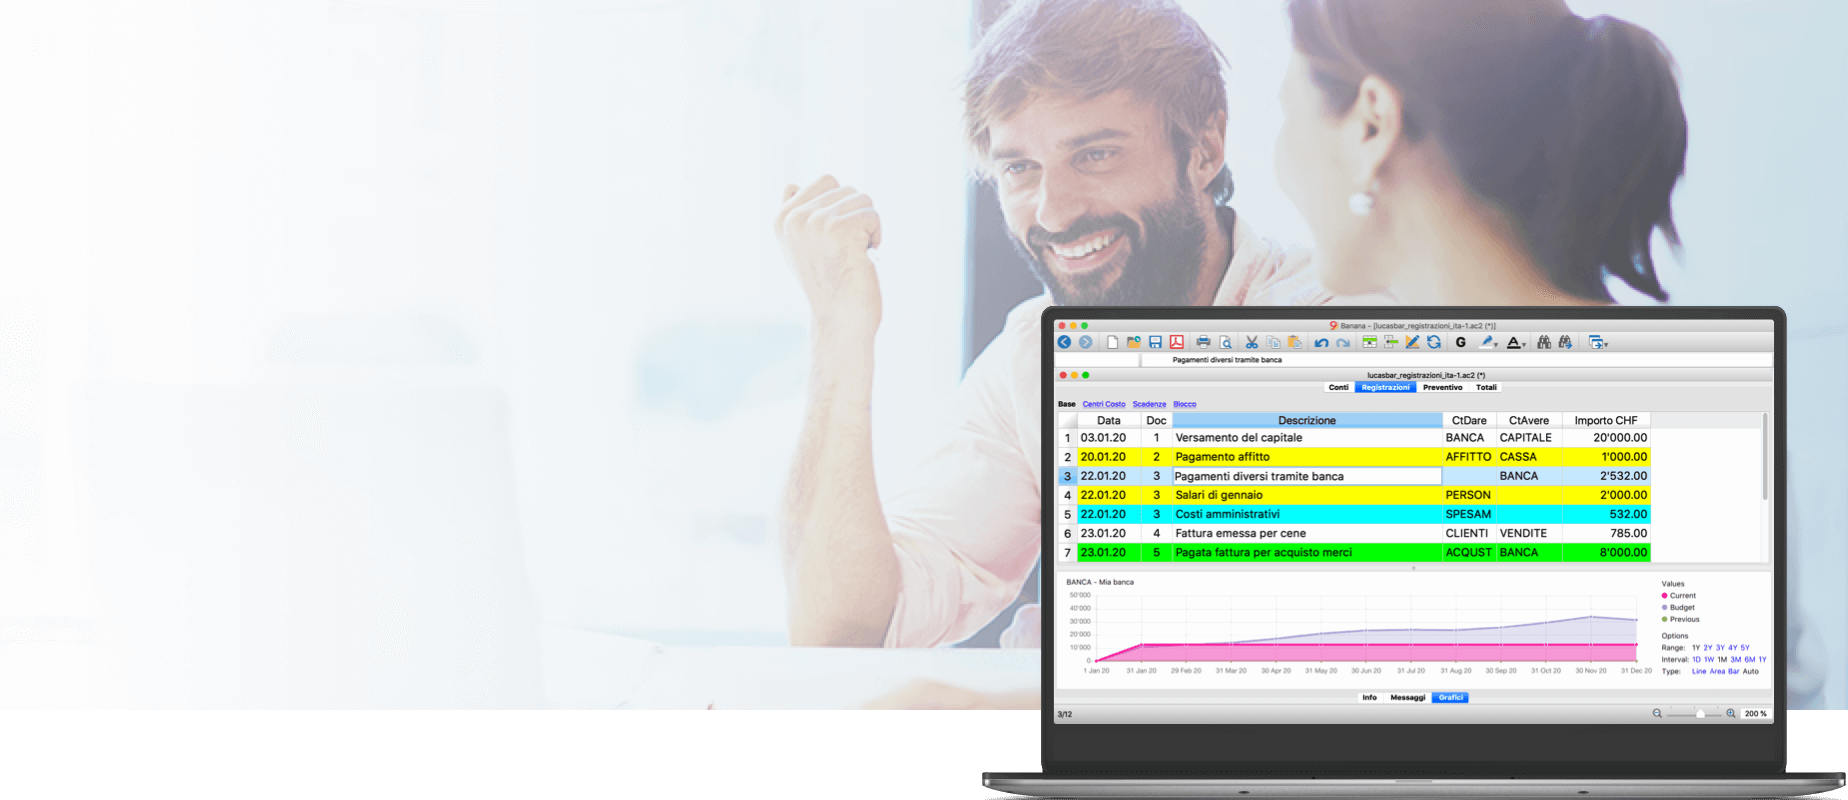 Banana - [lucasbar_registrazioni_ita-1.ac2 (*)]
G A
Pagamenti diversi tramite banca
lucasbar_registrazioni_ita-1.ac2 (*)
Conti Registrazioni Preventivo Totali
Base Centri Costo Scadenze Blocco
Data Doc Descrizione CtDare CtAvere Importo CHF
1 03.01.20 1 Versamento del capitale BANCA CAPITALE 20'000.00
2 20.01.20 2 Pagamento affitto AFFITTO CASSA 1'000.00
3 22.01.20 3 Pagamenti diversi tramite banca BANCA 2'532.00
4 22.01.20 3 Salari di gennaio PERSON 2'000.00
5 22.01.20 3 Costi amministrativi SPESAM 532.00
6 23.01.20 4 Fattura emessa per cene CLIENTI VENDITE 785.00
7 23.01.20 5 Pagata fattura per acquisto merci ACQUST BANCA 8'000.00
BANCA - Mia banca
50'000
40'000
30'000
20'000
10'000
0
1 Jan 20 31 Jan 20 29 Feb 20 31 Mar 20 30 Apr 20 31 May 20 30 Jun 20 31 Jul 20 31 Aug 20 30 Sep 20 31 Oct 20 30 Nov 20 31 Dec 20
Values
Current
Budget
Previous
Options
Range: 1Y 2Y 3Y 4Y 5Y
Interval: 1D 1W 1M 3M 6M 1Y
Type: Line Area Bar Auto
Info Messaggi Grafici
3/12 200 %